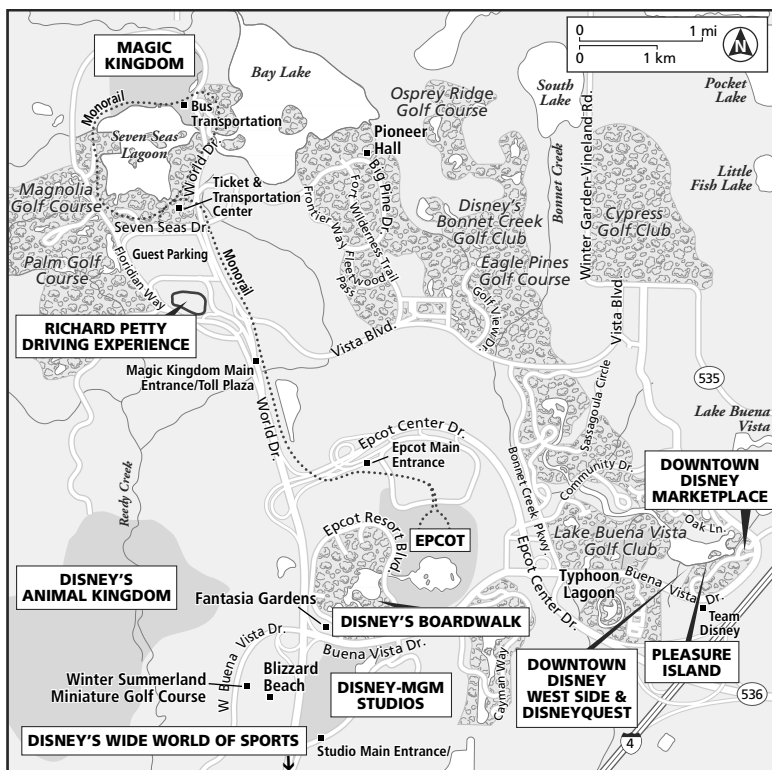 MAGIC
KINGDOM
Bay Lake
0 1 mi
0 1 km
N
Monorail
Bus
Transportation
Seven Seas
Lagoon
World Dr.
Osprey Ridge
Golf Course
South
Lake
Pocket
Lake
Pioneer
Hall
Big Pine Dr.
Fort Wilderness Trail
Frontier Way
Fleetwood
Pass
Bonnet Creek
Winter Garden-Vineland Rd.
Little
Fish Lake
Magnolia
Golf Course
Ticket &
Transportation
Center
Seven Seas Dr.
Disney's
Bonnet Creek
Golf Club
Cypress
Golf Club
Palm Golf
Course
Floridian Way
Guest Parking
Monorail
Eagle Pines
Golf Course
Golf View Dr.
Vista Blvd.
RICHARD PETTY
DRIVING EXPERIENCE
Vista Blvd.
Magic Kingdom Main
Entrance/Toll Plaza
World Dr.
535
Sassagoula Circle
Lake Buena
Vista
Epcot Center Dr.
Epcot Main
Entrance
Bonnet Creek Pkwy.
Community Dr.
DOWNTOWN
DISNEY
MARKETPLACE
Reedy Creek
Epcot Resort Blvd.
EPCOT
Oak Ln.
Lake Buena Vista
Golf Club
Epcot Center Dr.
DISNEY'S
ANIMAL KINGDOM
Typhoon
Lagoon
Buena Vista Dr.
Fantasia Gardens
DISNEY'S BOARDWALK
Team
Disney
W Buena Vista Dr.
Buena Vista Dr.
PLEASURE
ISLAND
Winter Summerland
Miniature Golf Course
Blizzard
Beach
DISNEY-MGM
STUDIOS
Cayman Way
DOWNTOWN
DISNEY
WEST SIDE &
DISNEYQUEST
536
DISNEY'S WIDE WORLD OF SPORTS
Studio Main Entrance/
4